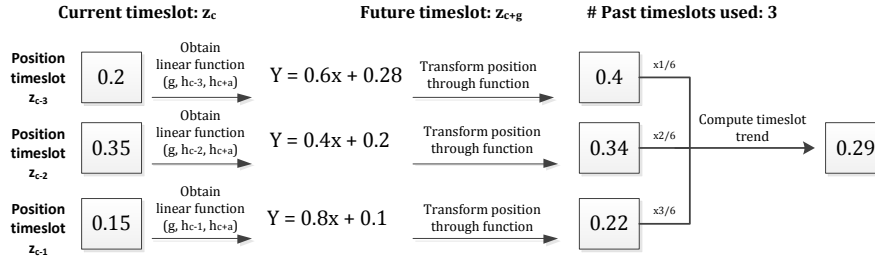 Current timeslot: zc
Future timeslot: zc+g
# Past timeslots used: 3
Position
timeslot
zc-3
0.2
Obtain
linear function
(g, hc-3, hc+a)
Y = 0.6x + 0.28
Transform position
through function
0.4
x1/6
Position
timeslot
zc-2
0.35
Obtain
linear function
(g, hc-2, hc+a)
Y = 0.4x + 0.2
Transform position
through function
0.34
x2/6
Compute timeslot
trend
0.29
Position
timeslot
zc-1
0.15
Obtain
linear function
(g, hc-1, hc+a)
Y = 0.8x + 0.1
Transform position
through function
0.22
x3/6